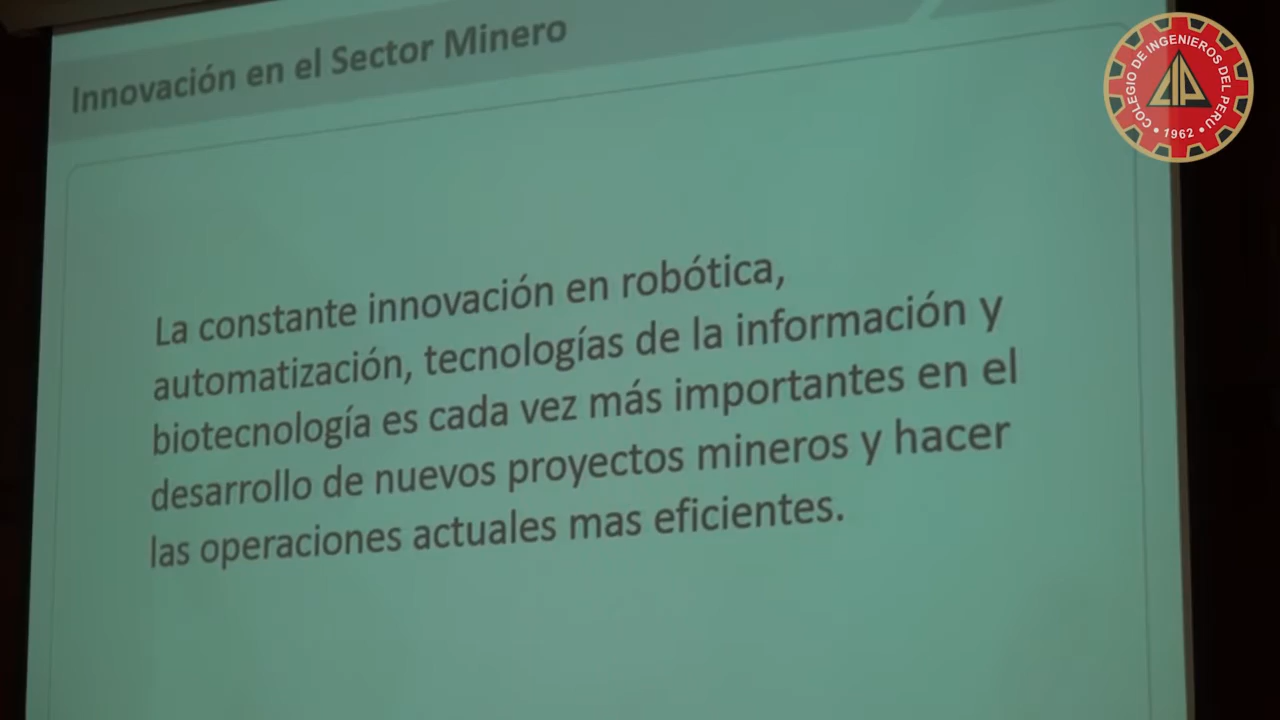 Innovación en el Sector Minero
COLEGIO DE INGENIEROS DEL PERU
CIP
• 1962 •
La constante innovación en robótica,
automatización, tecnologías de la información y
biotecnología es cada vez más importantes en el
desarrollo de nuevos proyectos mineros y hacer
las operaciones actuales mas eficientes.